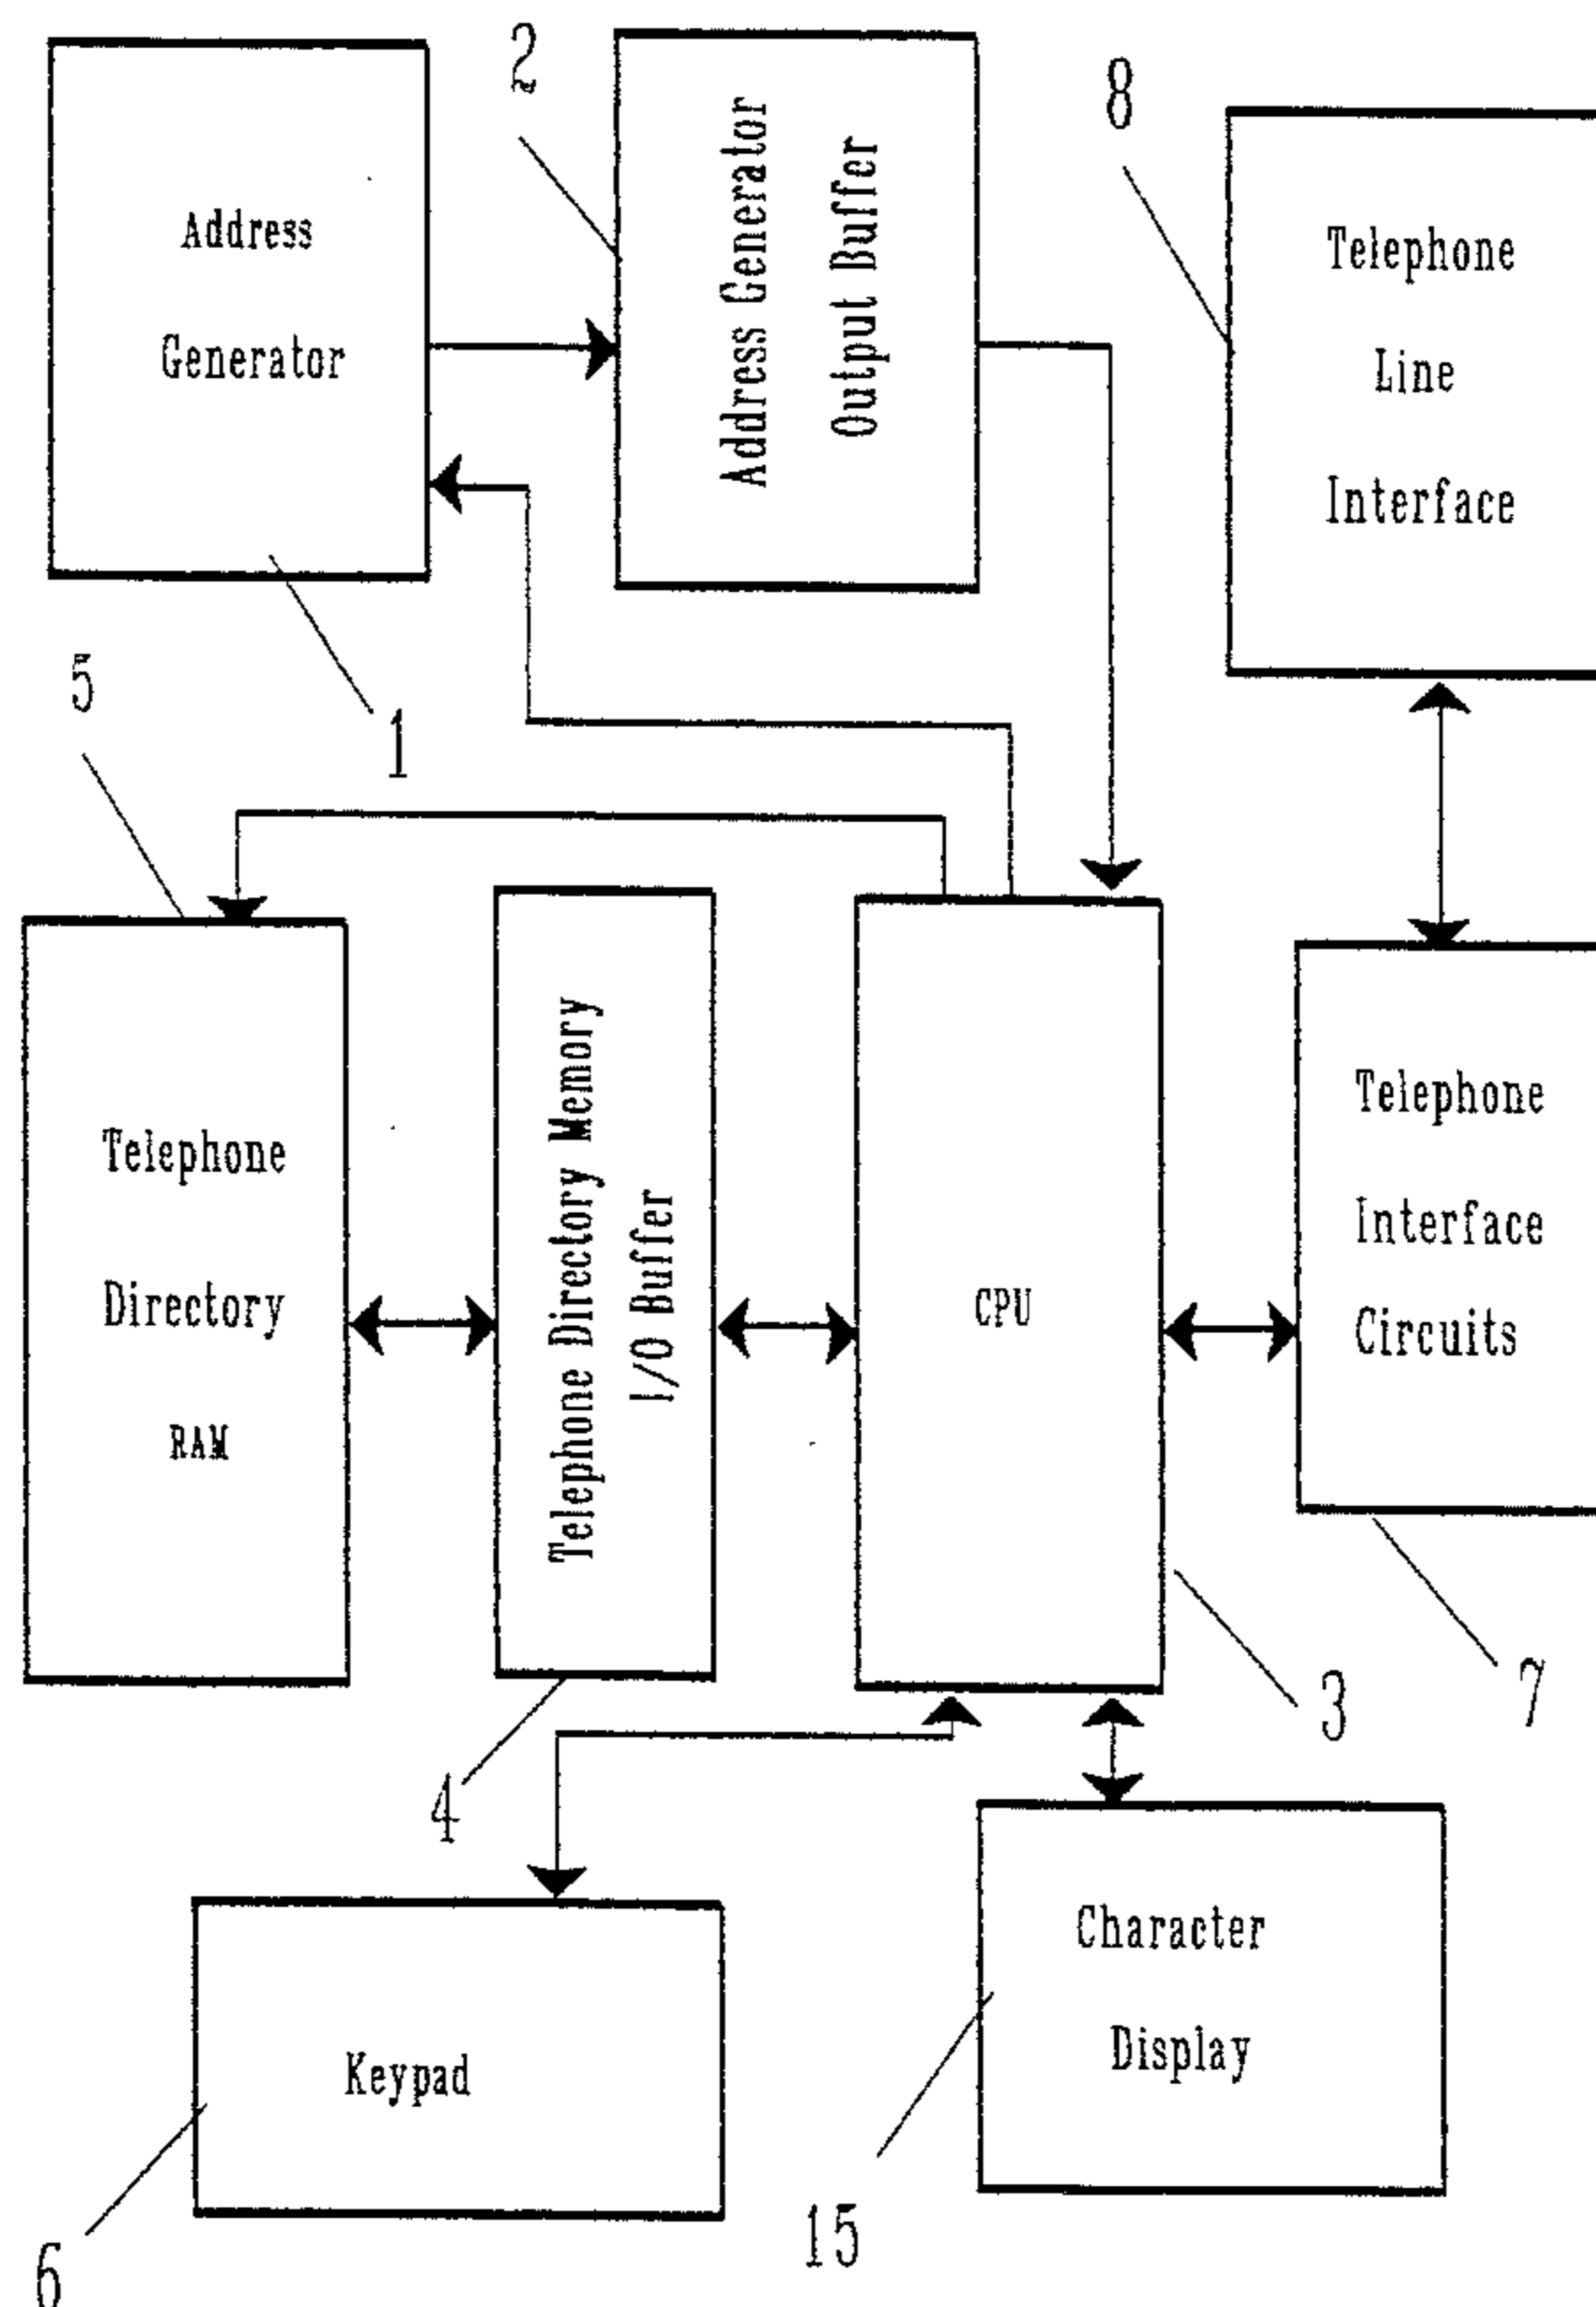 2
8
Address
Generator
Address Generator
Output Buffer
Telephone
Line
Interface
5
1
Telephone
Directory
RAM
Telephone Directory Memory
I/O Buffer
CPU
Telephone
Interface
Circuits
3
7
4
Character
Display
Keypad
15
6